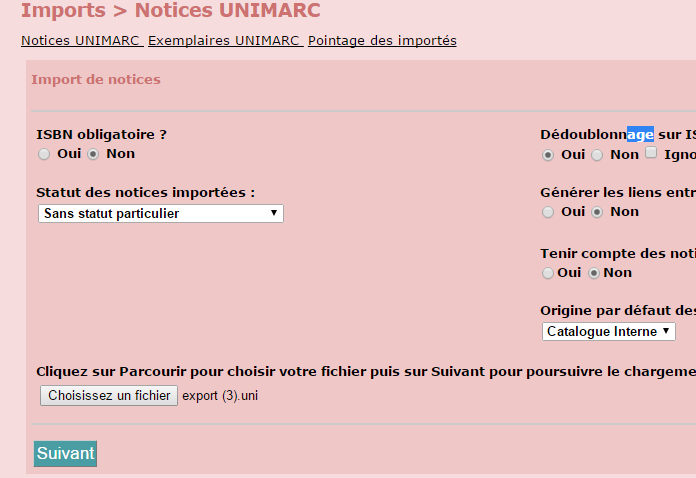 Imports > Notices UNIMARC
Notices UNIMARC Exemplaires UNIMARC Pointage des importés
Import de notices
ISBN obligatoire ?
Oui Non
Dédoublonnage sur IS
Oui Non Igno
Statut des notices importées :
Sans statut particulier
Générer les liens entr
Oui Non
Tenir compte des noti
Oui Non
Origine par défaut des
Catalogue Interne
Cliquez sur Parcourir pour choisir votre fichier puis sur Suivant pour poursuivre le chargeme
Choisissez un fichier export (3).uni
Suivant